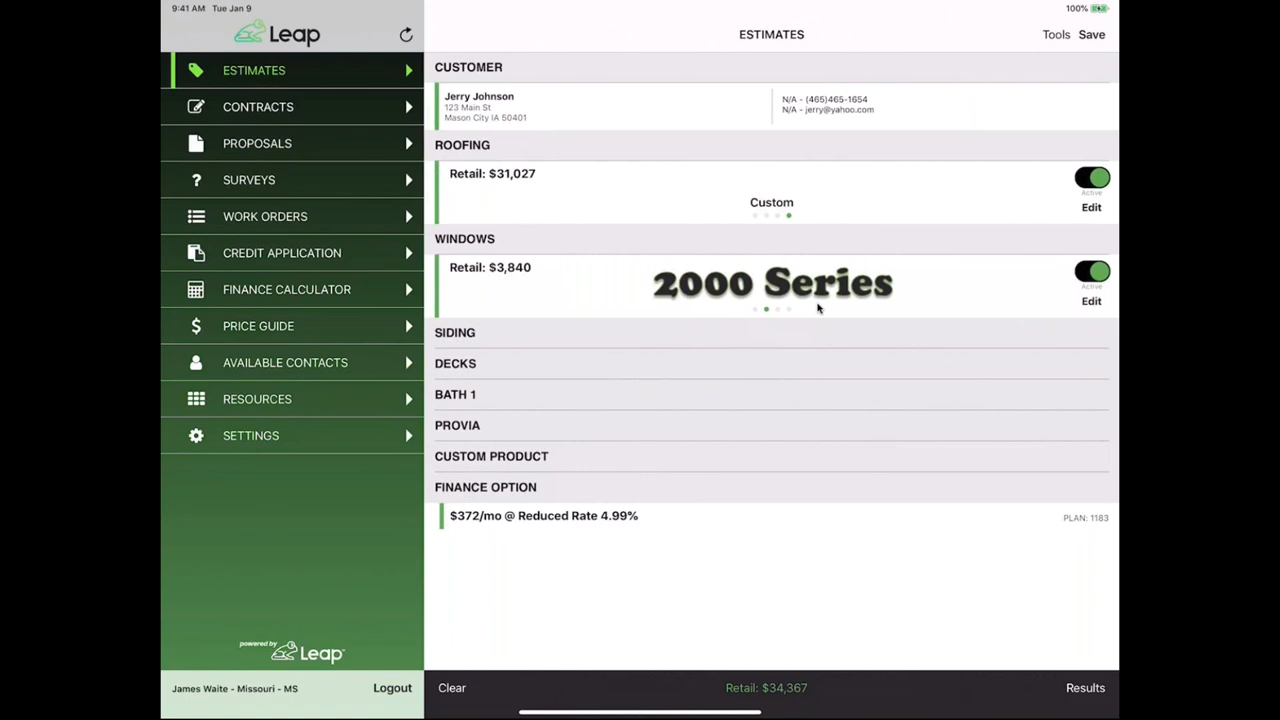 9:41 AM Tue Jan 9
100%
Leap
ESTIMATES
Tools Save
ESTIMATES
CONTRACTS
PROPOSALS
SURVEYS
WORK ORDERS
CREDIT APPLICATION
FINANCE CALCULATOR
PRICE GUIDE
AVAILABLE CONTACTS
RESOURCES
SETTINGS
powered by
Leap
James Waite - Missouri - MS
Logout
CUSTOMER
Jerry Johnson
123 Main St
Mason City IA 50401
N/A - (465)465-1654
N/A - jerry@yahoo.com
ROOFING
Retail: $31,027
Custom
Active
Edit
WINDOWS
Retail: $3,840
2000 Series
Active
Edit
SIDING
DECKS
BATH 1
PROVIA
CUSTOM PRODUCT
FINANCE OPTION
$372/mo @ Reduced Rate 4.99%
PLAN: 1183
Clear
Retail: $34,367
Results